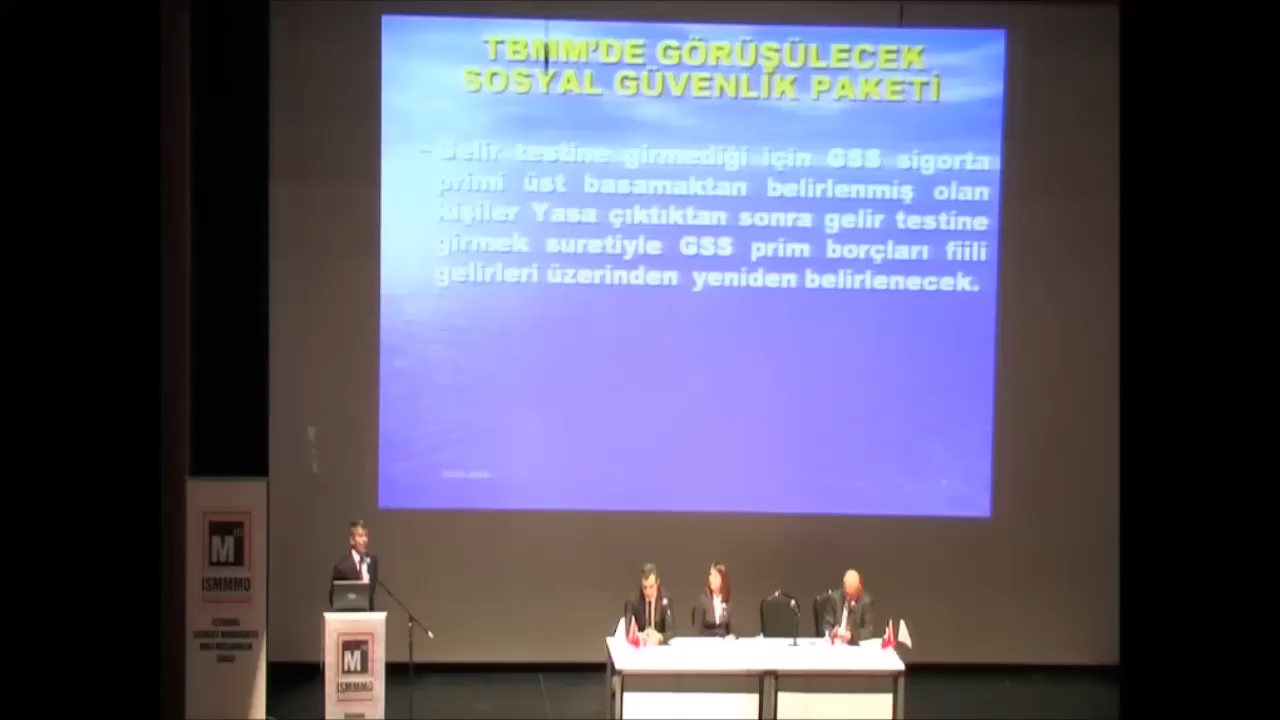 TBMM'DE GÖRÜŞÜLECEK
SOSYAL GÜVENLİK PAKETİ
– Gelir testine girmediği için GSS sigorta
primi üst basamaktan belirlenmiş olan
kişiler Yasa çıktıktan sonra gelir testine
girmek suretiyle GSS prim borçları fiili
gelirleri üzerinden yeniden belirlenecek.
M
İSMMMO
M
İSMMMO